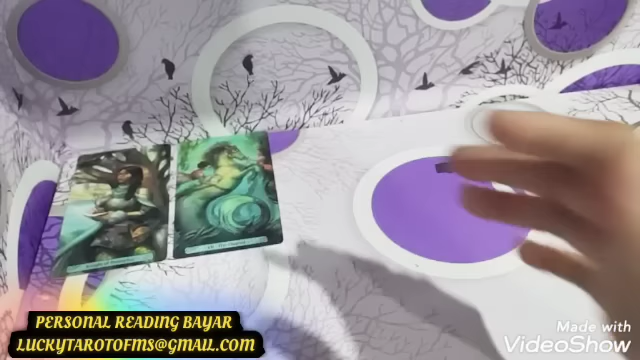 PERSONAL READING BAYAR
LUCKYTAROTOFMS@GMAIL.COM
Made with
VideoShow